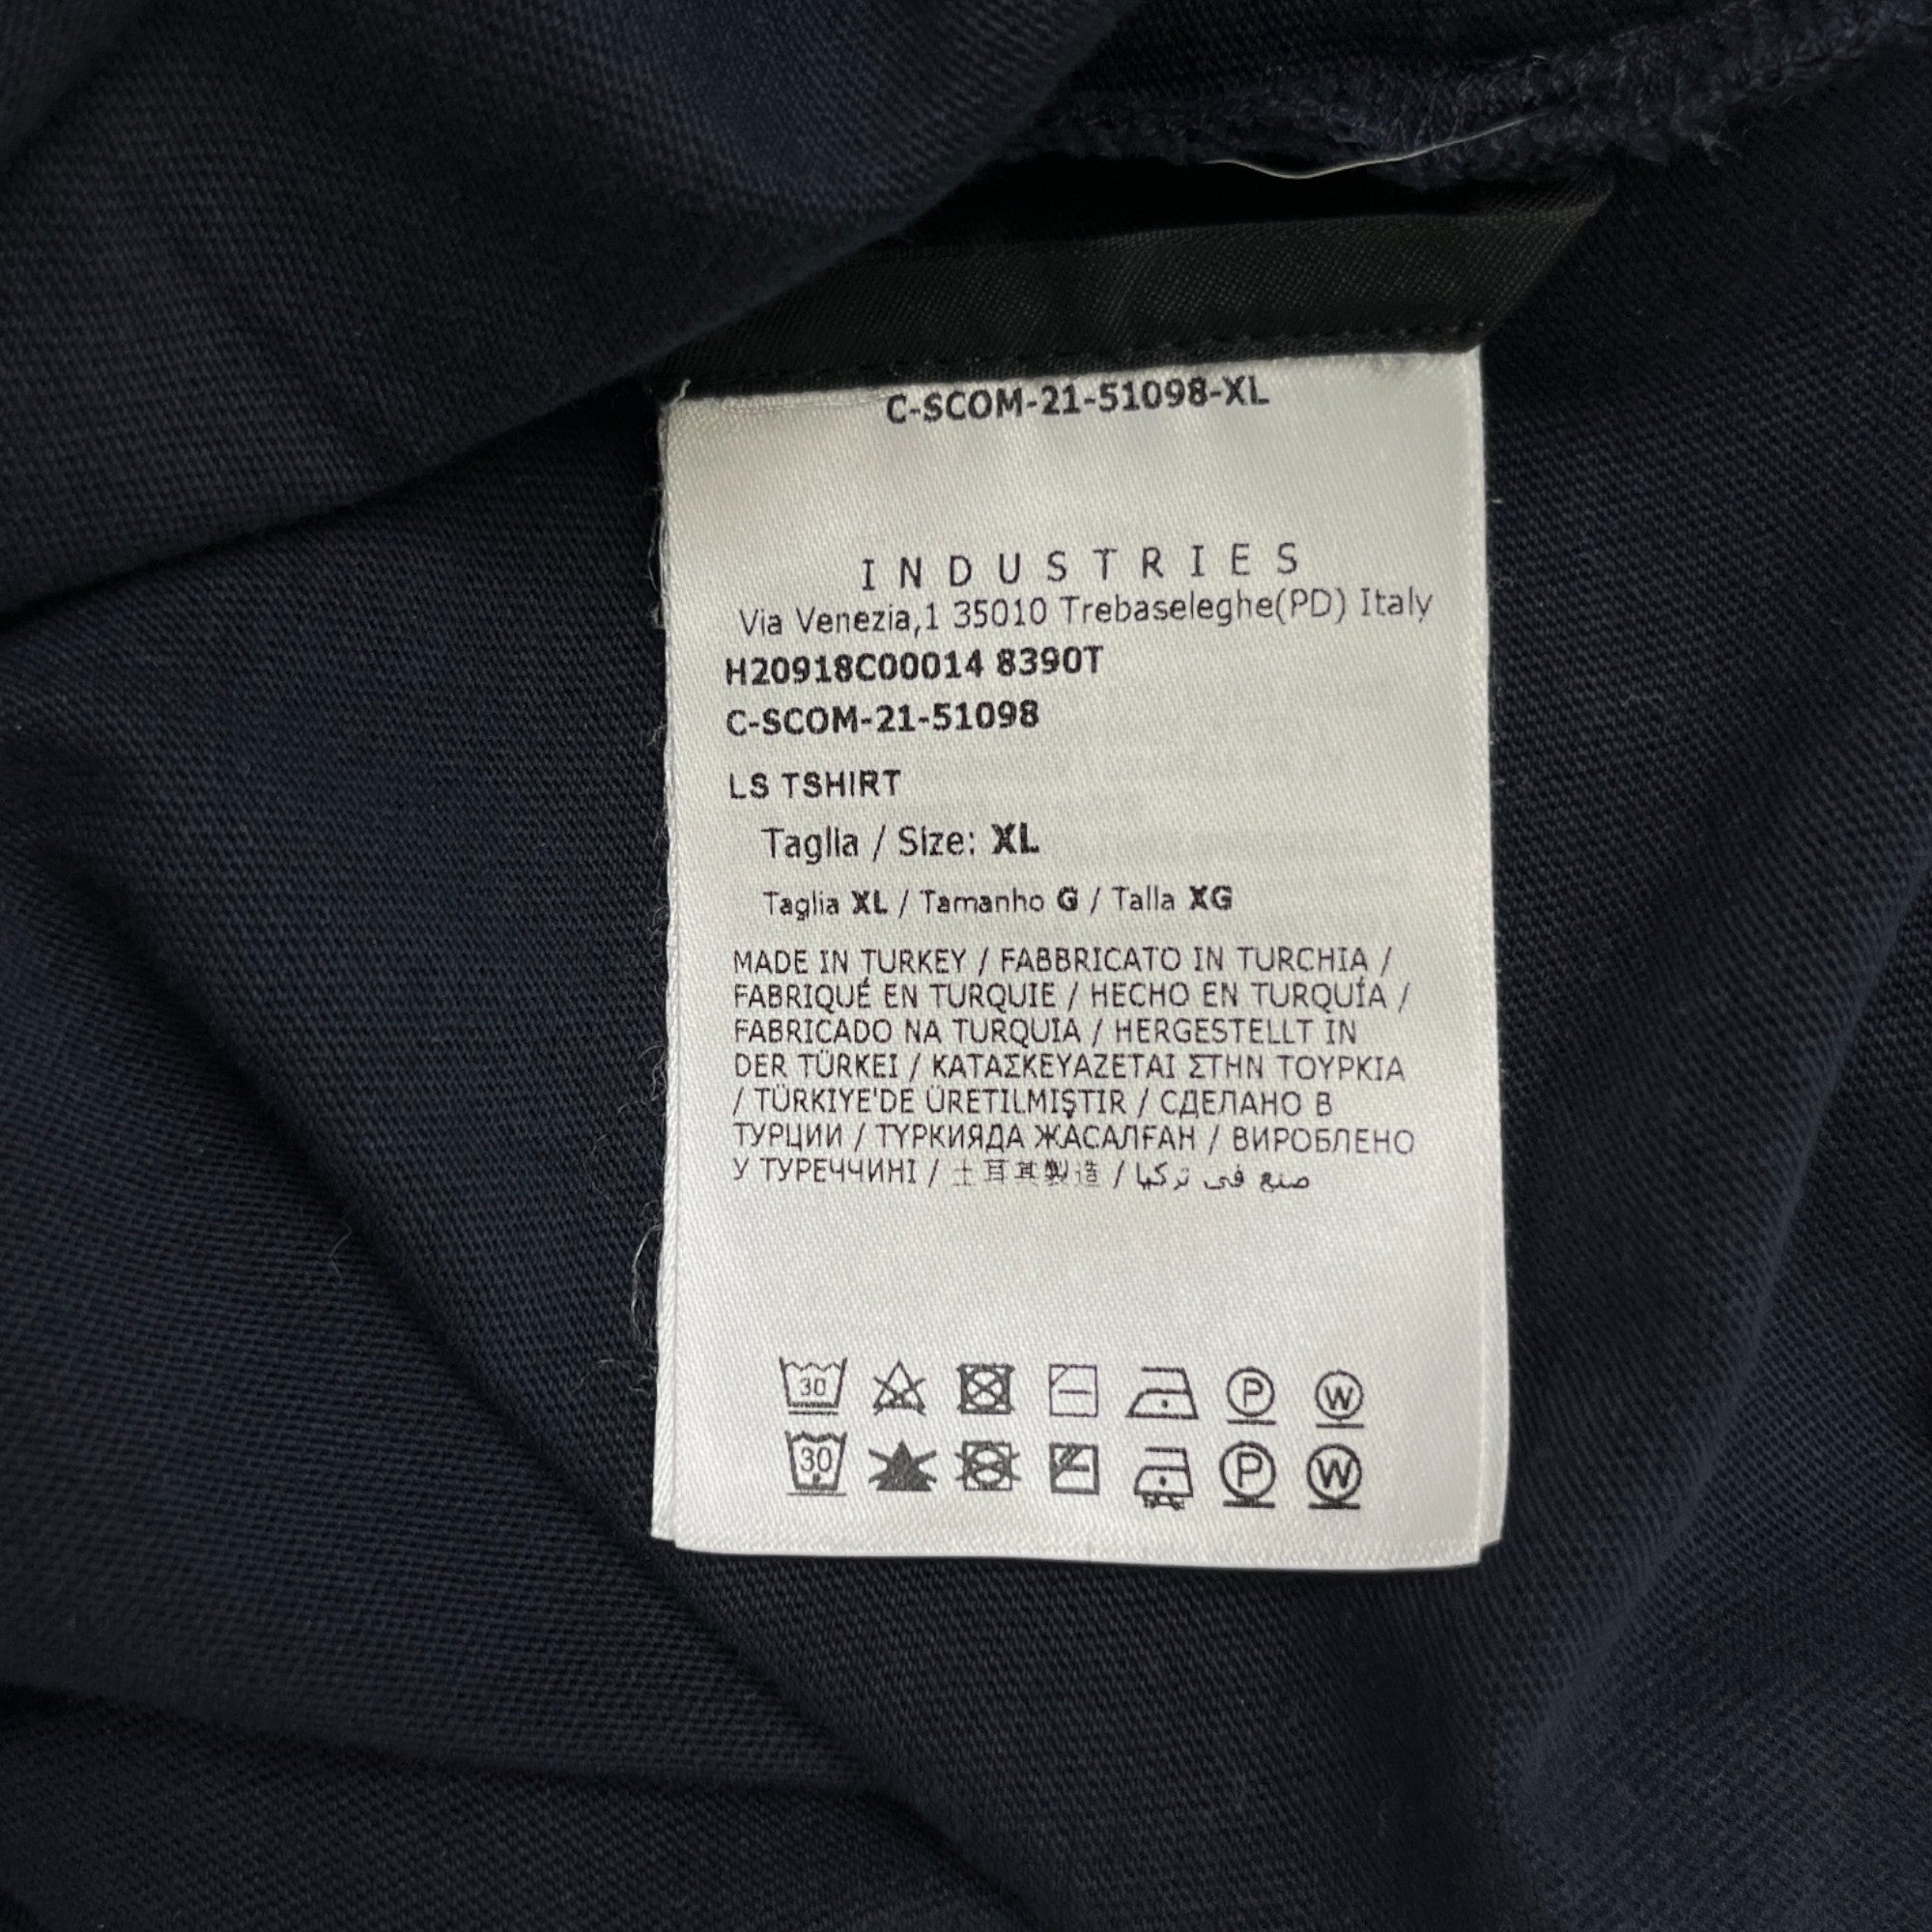 C-SCOM-21-51098-XL
INDUSTRIES
Via Venezia,1 35010 Trebaseleghe(PD) Italy
H20918C00014 8390T
C-SCOM-21-51098
LS TSHIRT
Taglia / Size: XL
Taglia XL / Tamanho G / Talla XG
MADE IN TURKEY / FABBRICATO IN TURCHIA /
FABRIQUÉ EN TURQUIE / HECHO EN TURQUÍA /
FABRICADO NA TURQUIA / HERGESTELLT IN
DER TÜRKEI / ΚΑΤΑΣΚΕΥΑΖΕΤΑΙ ΣΤΗΝ ΤΟΥΡΚΙΑ
/ TÜRKIYE'DE ÜRETILMIŞTIR / СДЕЛАНО В
ТУРЦИИ / ТҮРКИЯДА ЖАСАЛҒАН / ВИРОБЛЕНО
У ТУРЕЧЧИНІ / 土耳其製造 / صنع في تركيا
30 P W
30 P W